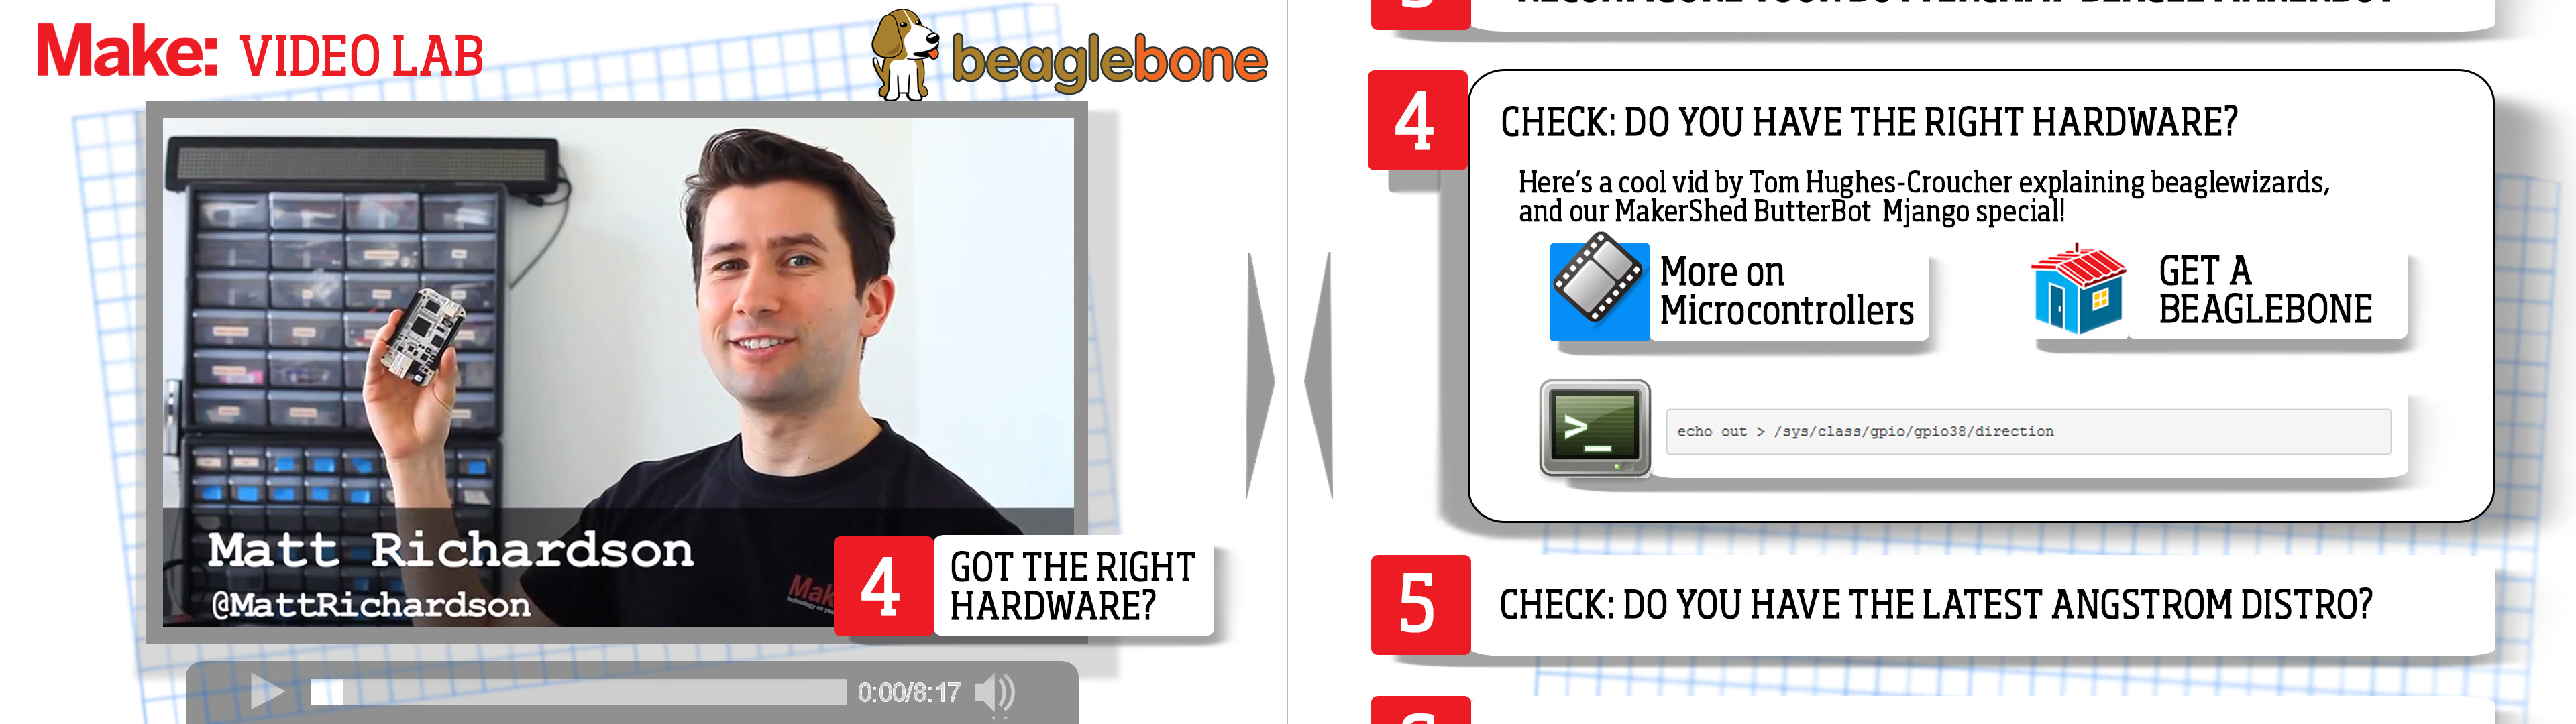 Make: VIDEO LAB
beaglebone
Matt Richardson
@MattRichardson
Mak
4
GOT THE RIGHT
HARDWARE?
0:00/8:17
4
CHECK: DO YOU HAVE THE RIGHT HARDWARE?
Here's a cool vid by Tom Hughes-Croucher explaining beaglewizards,
and our MakerShed ButterBot Mjango special!
More on
Microcontrollers
GET A
BEAGLEBONE
>_
echo out > /sys/class/gpio/gpio38/direction
5
CHECK: DO YOU HAVE THE LATEST ANGSTROM DISTRO?